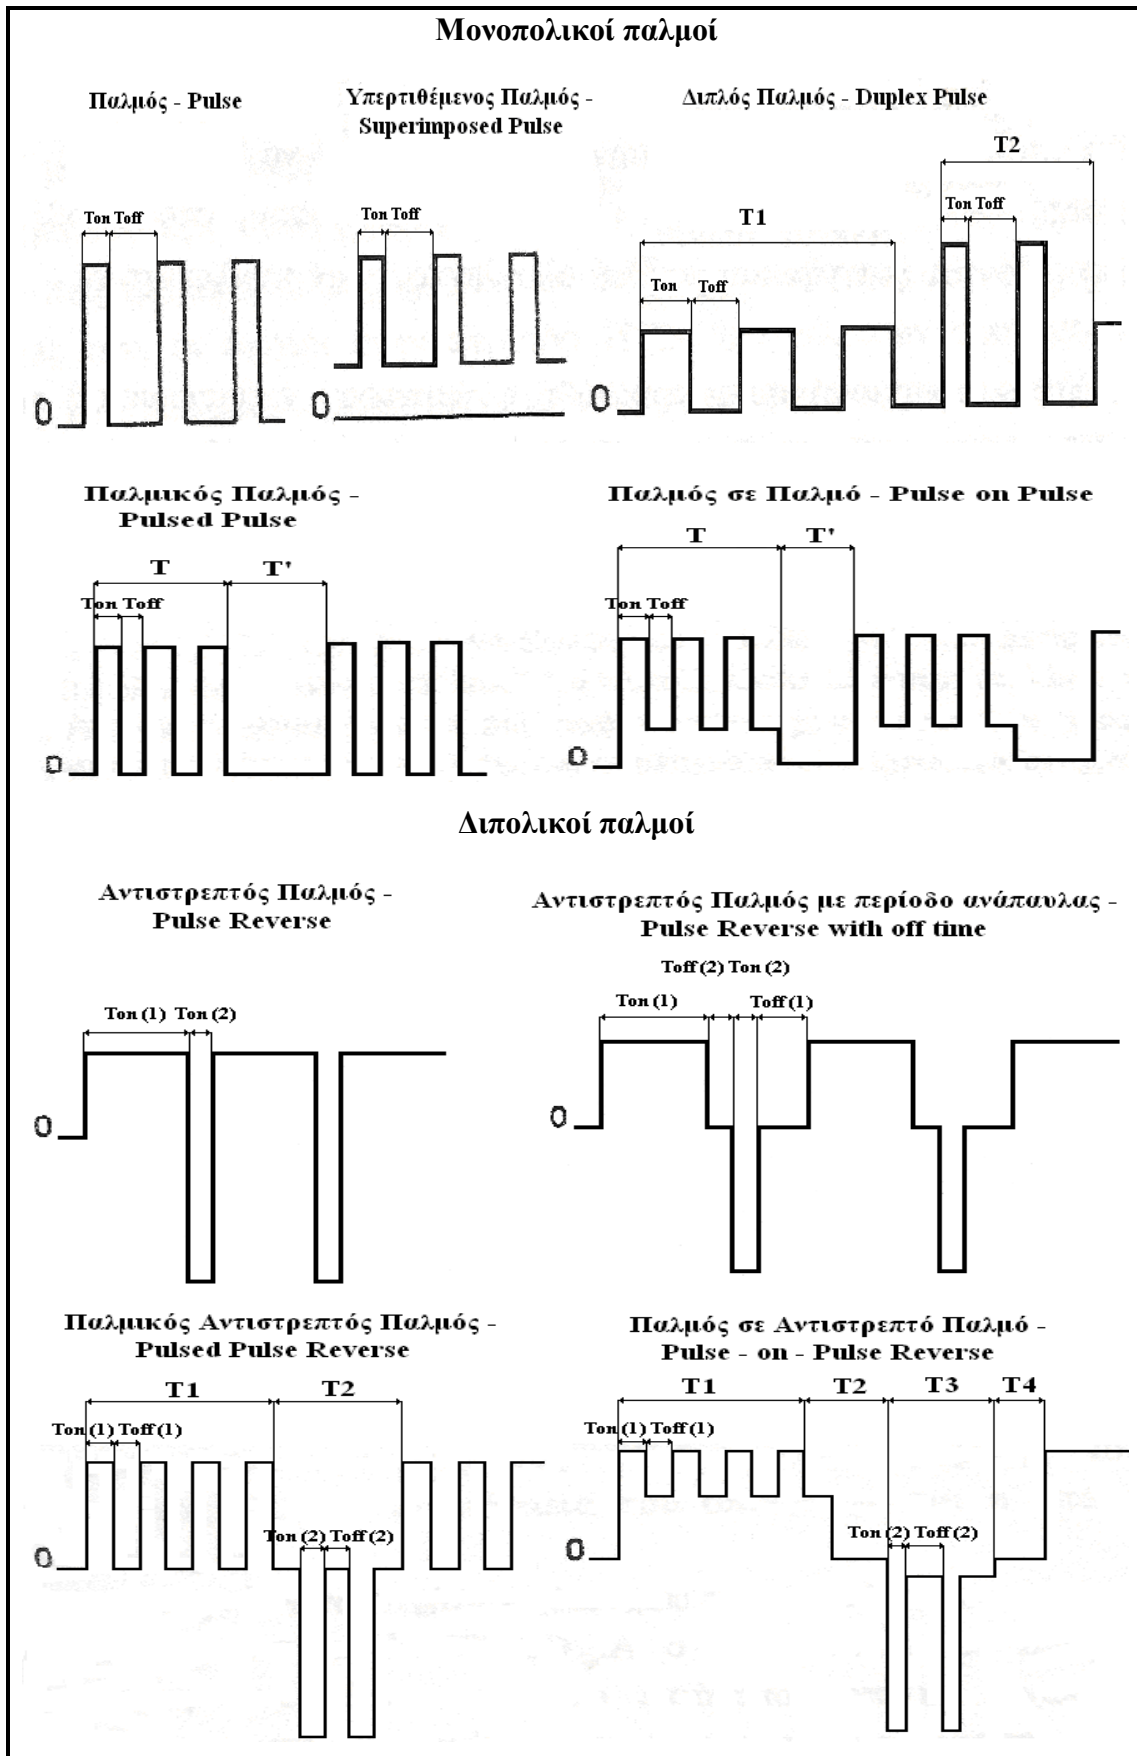 Μονοπολικοί παλμοί
Παλμός - Pulse
Υπερτιθέμενος Παλμός -
Superimposed Pulse
Διπλός Παλμός - Duplex Pulse
Ton Toff
0
Ton Toff
0
T1
T2
Ton Toff
Ton Toff
0
Παλμικός Παλμός -
Pulsed Pulse
T T'
Ton Toff
0
Παλμός σε Παλμό - Pulse on Pulse
T T'
Ton Toff
0
Διπολικοί παλμοί
Αντιστρεπτός Παλμός -
Pulse Reverse
Ton (1) Ton (2)
0
Αντιστρεπτός Παλμός με περίοδο ανάπαυλας -
Pulse Reverse with off time
Toff (2) Ton (2)
Ton (1) Toff (1)
0
Παλμικός Αντιστρεπτός Παλμός -
Pulsed Pulse Reverse
T1 T2
Ton (1) Toff (1)
Ton (2) Toff (2)
0
Παλμός σε Αντιστρεπτό Παλμό -
Pulse - on - Pulse Reverse
T1 T2 T3 T4
Ton (1) Toff (1)
Ton (2) Toff (2)
0